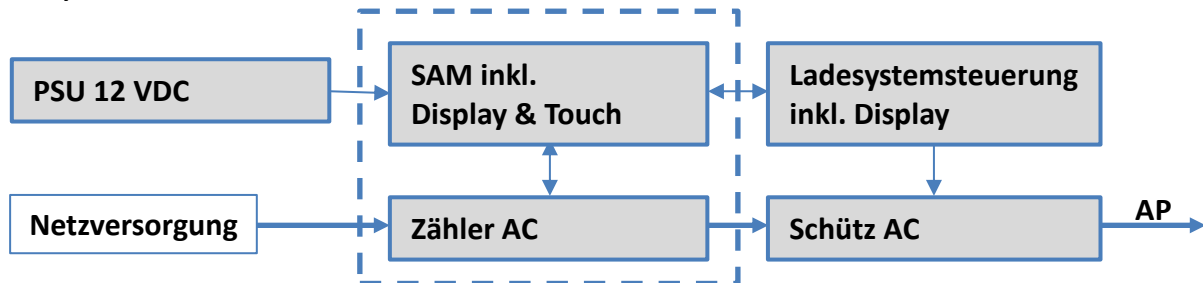 PSU 12 VDC
SAM inkl.
Display & Touch
Ladesystemsteuerung
inkl. Display
Netzversorgung
Zähler AC
Schütz AC
AP